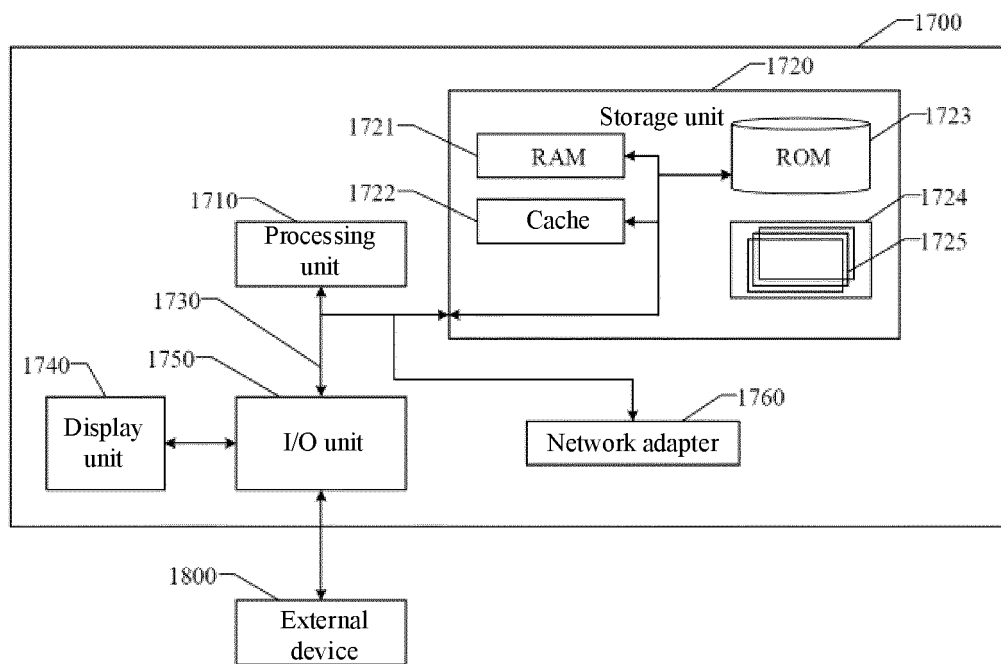 1700
1720
Storage unit
1721
RAM
1723
ROM
1722
Cache
1724
1725
1710
Processing
unit
1730
1740
1750
1760
Display
unit
I/O unit
Network adapter
1800
External
device